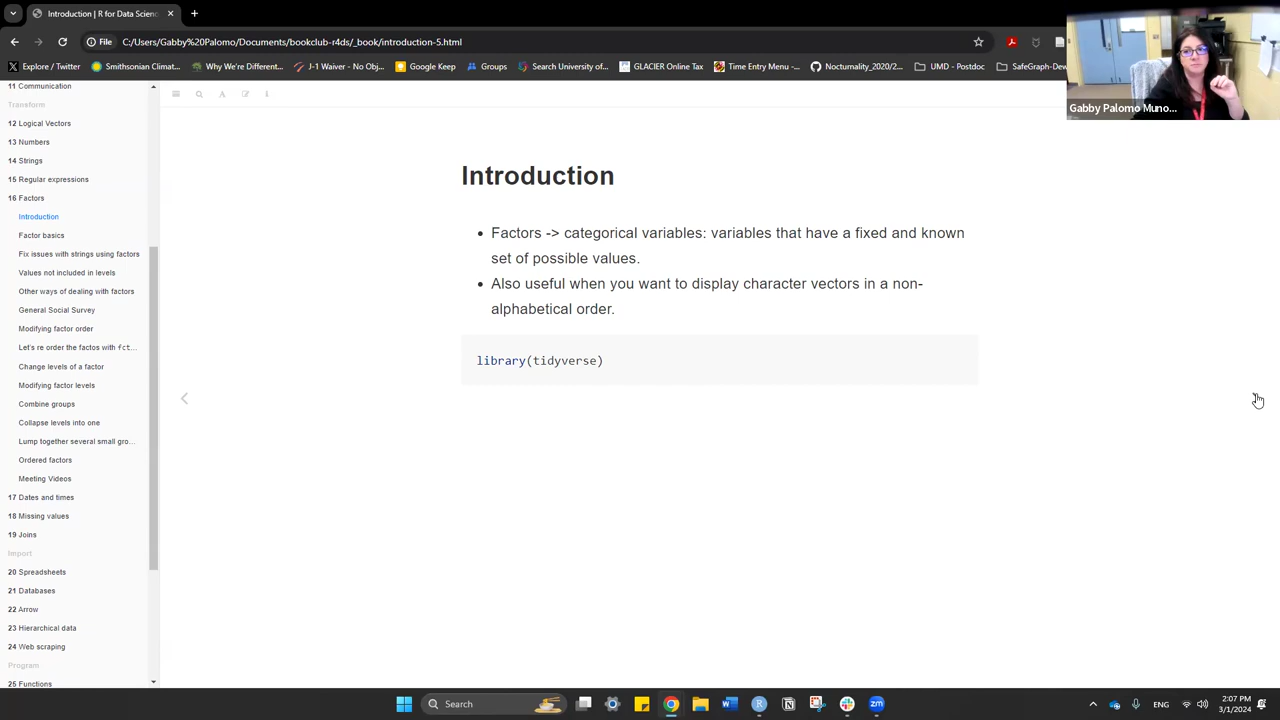 Introduction | R for Data Scienc
File C:/Users/Gabby%20Palomo/Documents/bookclub-r4ds/_book/introduction-5.html
Explore / Twitter
Smithsonian Climat...
Why We're Different...
J-1 Waiver - No Obj...
Google Keep
Search University of...
GLACIER Online Tet...
Time Entry Menu -...
Nocturnality_2020/2...
UMD - Postdoc
SafeGraph-Dew
Gabby Palomo Muno...
11 Communication
Transform
12 Logical Vectors
13 Numbers
14 Strings
15 Regular expressions
16 Factors
Introduction
Factor basics
Fix issues with strings using factors
Values not included in levels
Other ways of dealing with factors
General Social Survey
Modifying factor order
Let's re order the factos with fct...
Change levels of a factor
Modifying factor levels
Combine groups
Collapse levels into one
Lump together several small gro...
Ordered factors
Meeting Videos
17 Dates and times
18 Missing values
19 Joins
Import
20 Spreadsheets
21 Databases
22 Arrow
23 Hierarchical data
24 Web scraping
Program
25 Functions
Introduction
• Factors -> categorical variables: variables that have a fixed and known
set of possible values.
• Also useful when you want to display character vectors in a non-
alphabetical order.
library(tidyverse)
Search
ENG
2:07 PM
3/1/2024